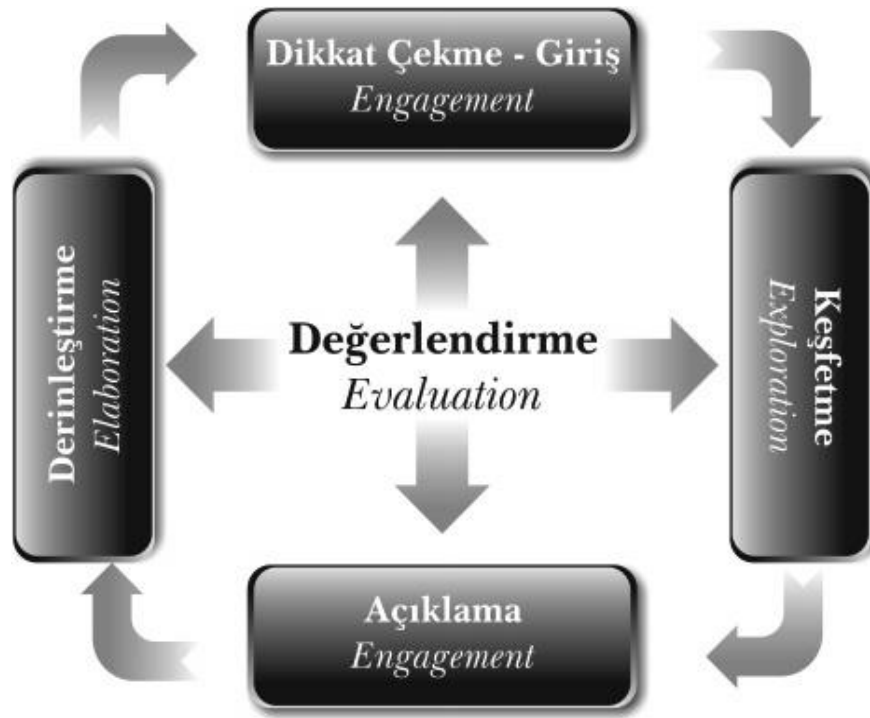 Dikkat Çekme - Giriş
Engagement
Keşfetme
Exploration
Açıklama
Engagement
Derinleştirme
Elaboration
Değerlendirme
Evaluation